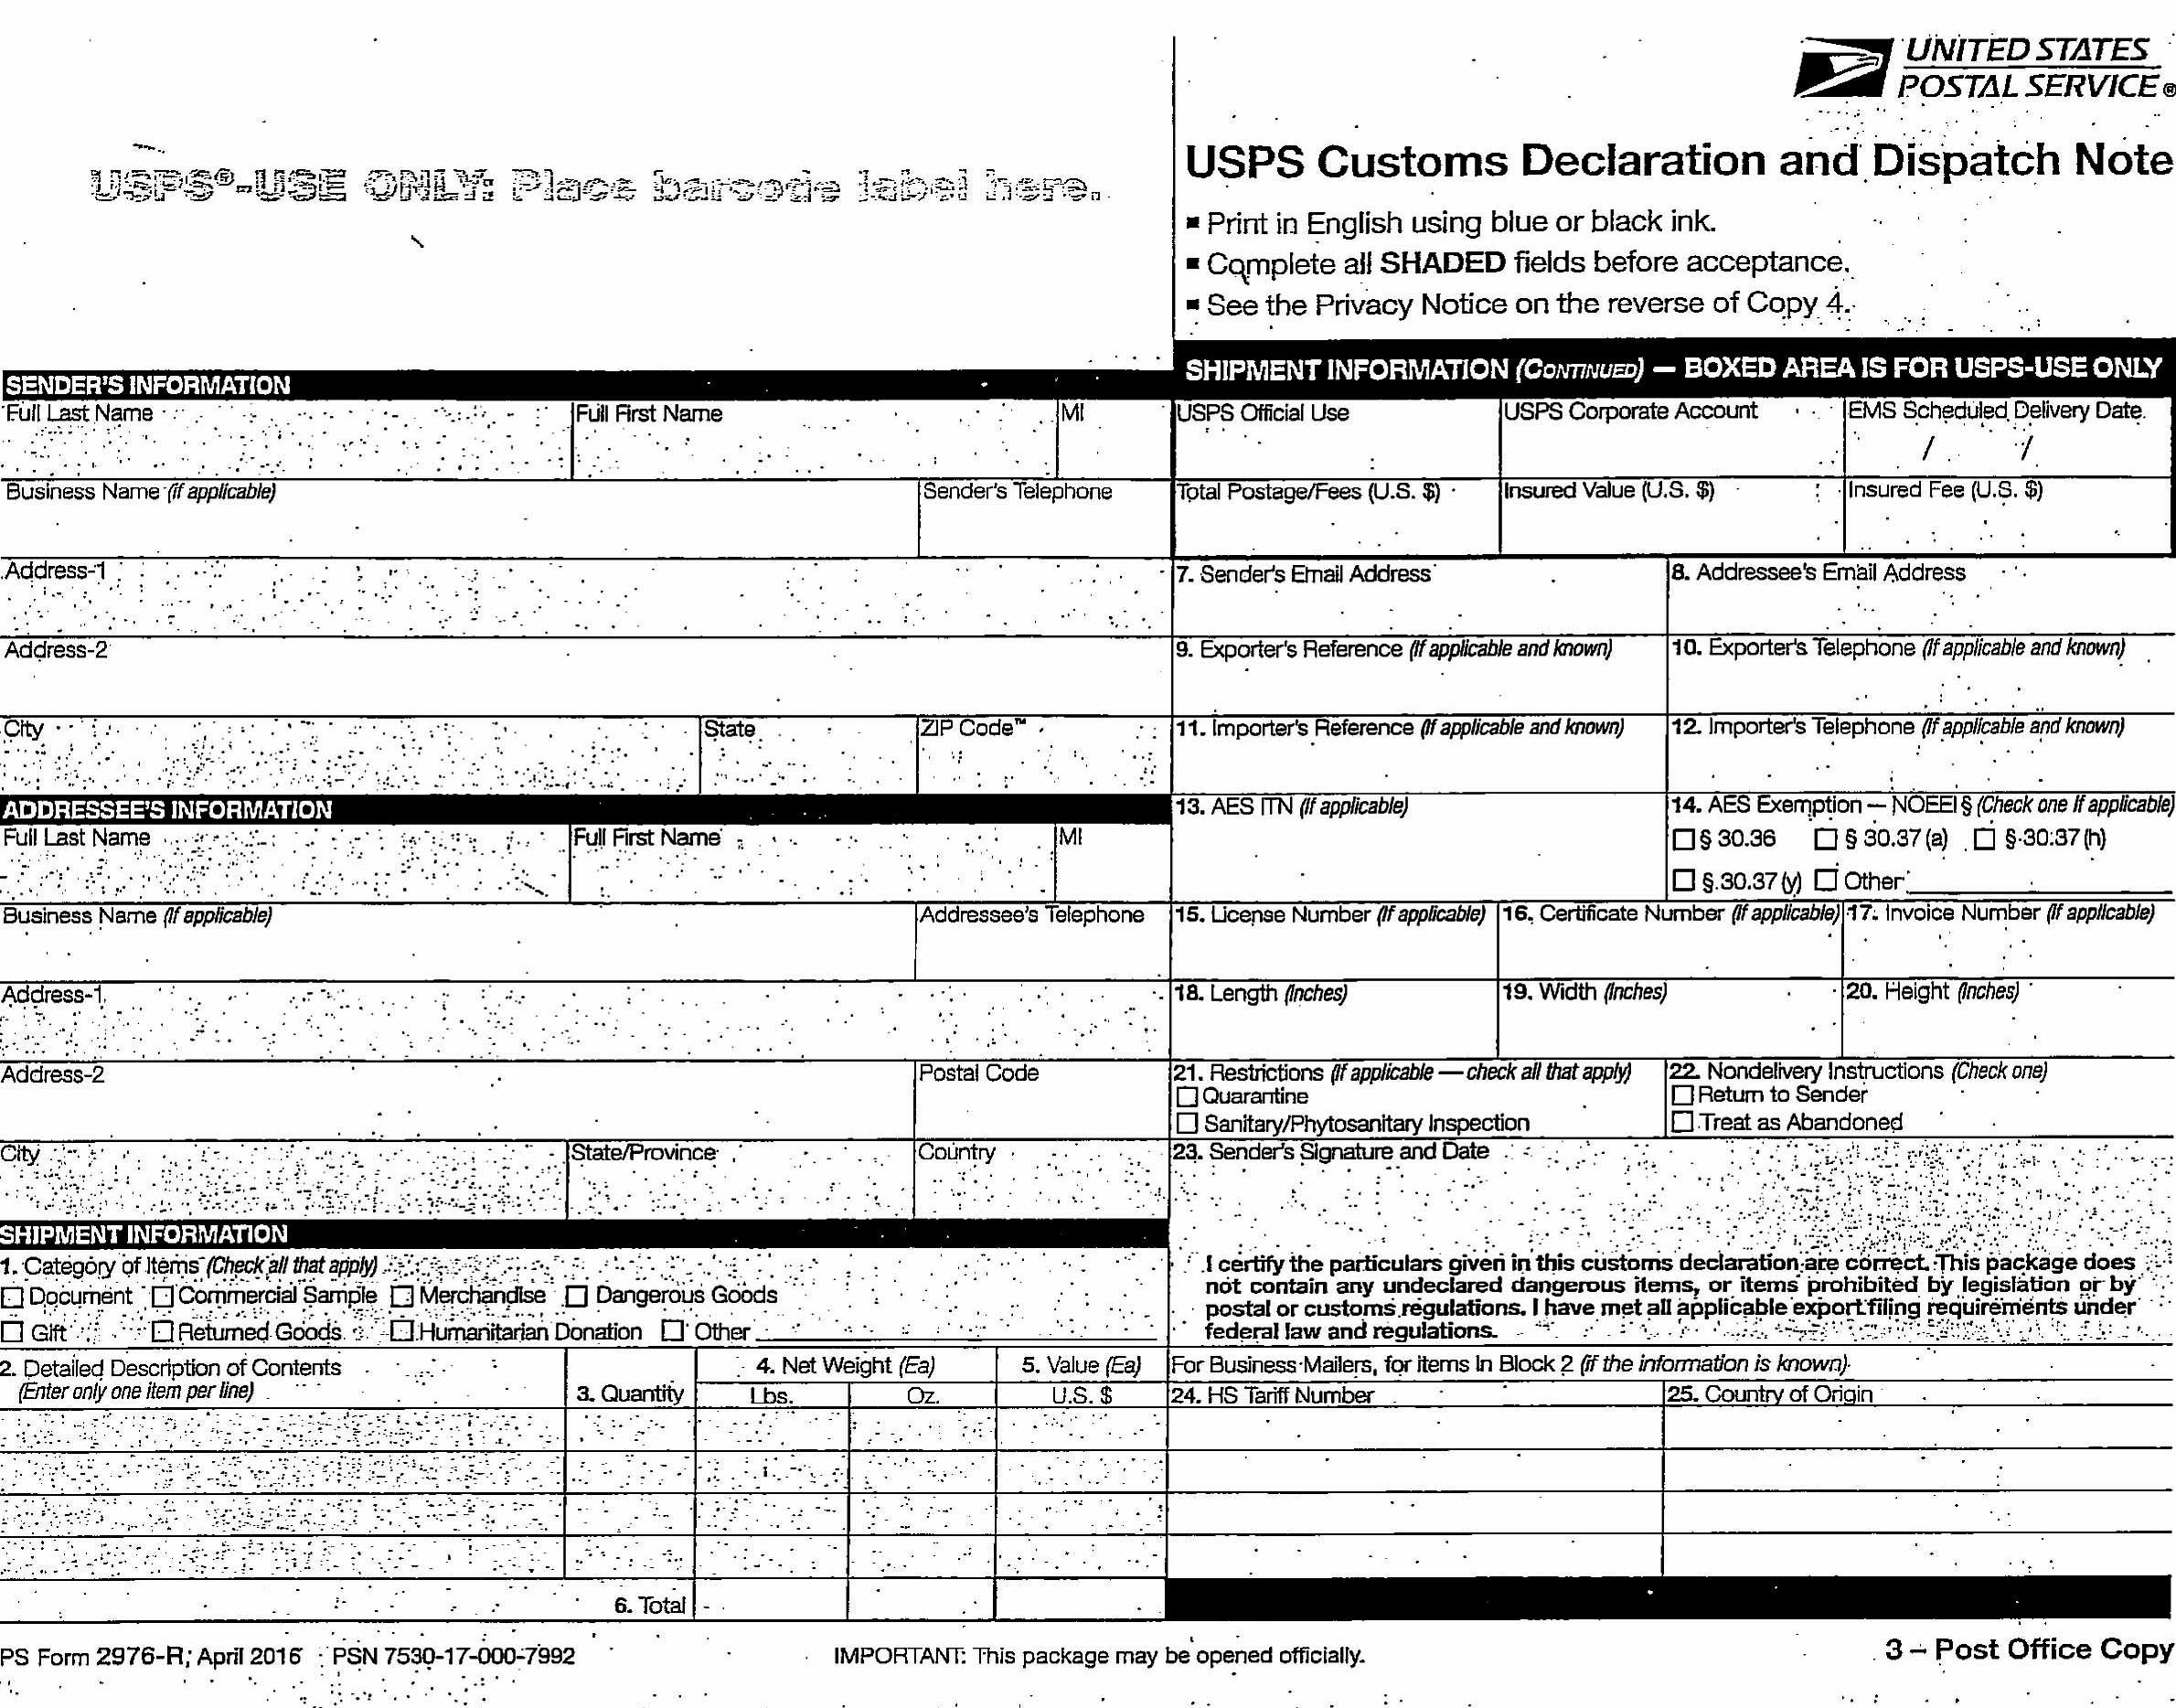 UNITED STATES
POSTAL SERVICE®
USPS®-USE ONLY: Place barcode label here.
USPS Customs Declaration and Dispatch Note
■ Print in English using blue or black ink.
■ Complete all SHADED fields before acceptance.
■ See the Privacy Notice on the reverse of Copy 4.
SENDER'S INFORMATION
Full Last Name Full First Name MI
Business Name (if applicable) Sender's Telephone
Address-1
Address-2
City State ZIP Code™
ADDRESSEE'S INFORMATION
Full Last Name Full First Name MI
Business Name (If applicable) Addressee's Telephone
Address-1
Address-2 Postal Code
City State/Province Country
SHIPMENT INFORMATION
1. Category of Items (Check all that apply)
☐ Document ☐ Commercial Sample ☐ Merchandise ☐ Dangerous Goods
☐ Gift ☐ Returned Goods ☐ Humanitarian Donation ☐ Other
2. Detailed Description of Contents
(Enter only one item per line)
3. Quantity
4. Net Weight (Ea)
Lbs. Oz.
5. Value (Ea)
U.S. $
6. Total
SHIPMENT INFORMATION (CONTINUED) — BOXED AREA IS FOR USPS-USE ONLY
USPS Official Use USPS Corporate Account EMS Scheduled Delivery Date
/ /
Total Postage/Fees (U.S. $) Insured Value (U.S. $) Insured Fee (U.S. $)
7. Sender's Email Address 8. Addressee's Email Address
9. Exporter's Reference (If applicable and known) 10. Exporter's Telephone (If applicable and known)
11. Importer's Reference (If applicable and known) 12. Importer's Telephone (If applicable and known)
13. AES ITN (If applicable) 14. AES Exemption — NOEEI § (Check one If applicable)
☐ § 30.36 ☐ § 30.37 (a) ☐ § 30.37 (h)
☐ § 30.37 (y) ☐ Other
15. License Number (If applicable) 16. Certificate Number (If applicable) 17. Invoice Number (If applicable)
18. Length (Inches) 19. Width (Inches) 20. Height (Inches)
21. Restrictions (If applicable — check all that apply)
☐ Quarantine
☐ Sanitary/Phytosanitary Inspection
22. Nondelivery Instructions (Check one)
☐ Return to Sender
☐ Treat as Abandoned
23. Sender's Signature and Date
I certify the particulars given in this customs declaration are correct. This package does
not contain any undeclared dangerous items, or items prohibited by legislation or by
postal or customs regulations. I have met all applicable export filing requirements under
federal law and regulations.
For Business Mailers, for items In Block 2 (if the information is known)
24. HS Tariff Number 25. Country of Origin
PS Form 2976-R, April 2016 PSN 7530-17-000-7992 IMPORTANT: This package may be opened officially. 3 – Post Office Copy